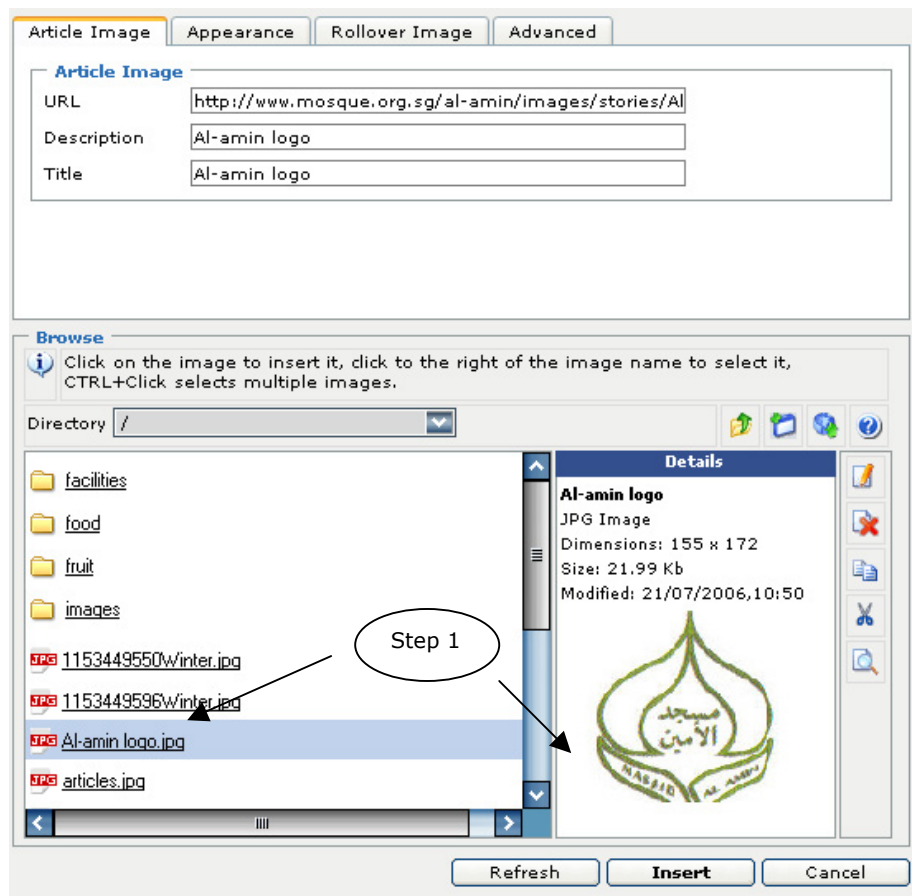 Article Image Appearance Rollover Image Advanced
Article Image
URL http://www.mosque.org.sg/al-amin/images/stories/Al
Description Al-amin logo
Title Al-amin logo
Browse
Click on the image to insert it, click to the right of the image name to select it,
CTRL+Click selects multiple images.
Directory /
facilities
food
fruit
images
1153449550Winter.jpg
1153449596Winter.jpg
Al-amin logo.jpg
articles.jpg
JPG
JPG
JPG
JPG
Step 1
Details
Al-amin logo
JPG Image
Dimensions: 155 x 172
Size: 21.99 Kb
Modified: 21/07/2006,10:50
مسجد
الأمين
MASJID AL AMIN
Refresh Insert Cancel